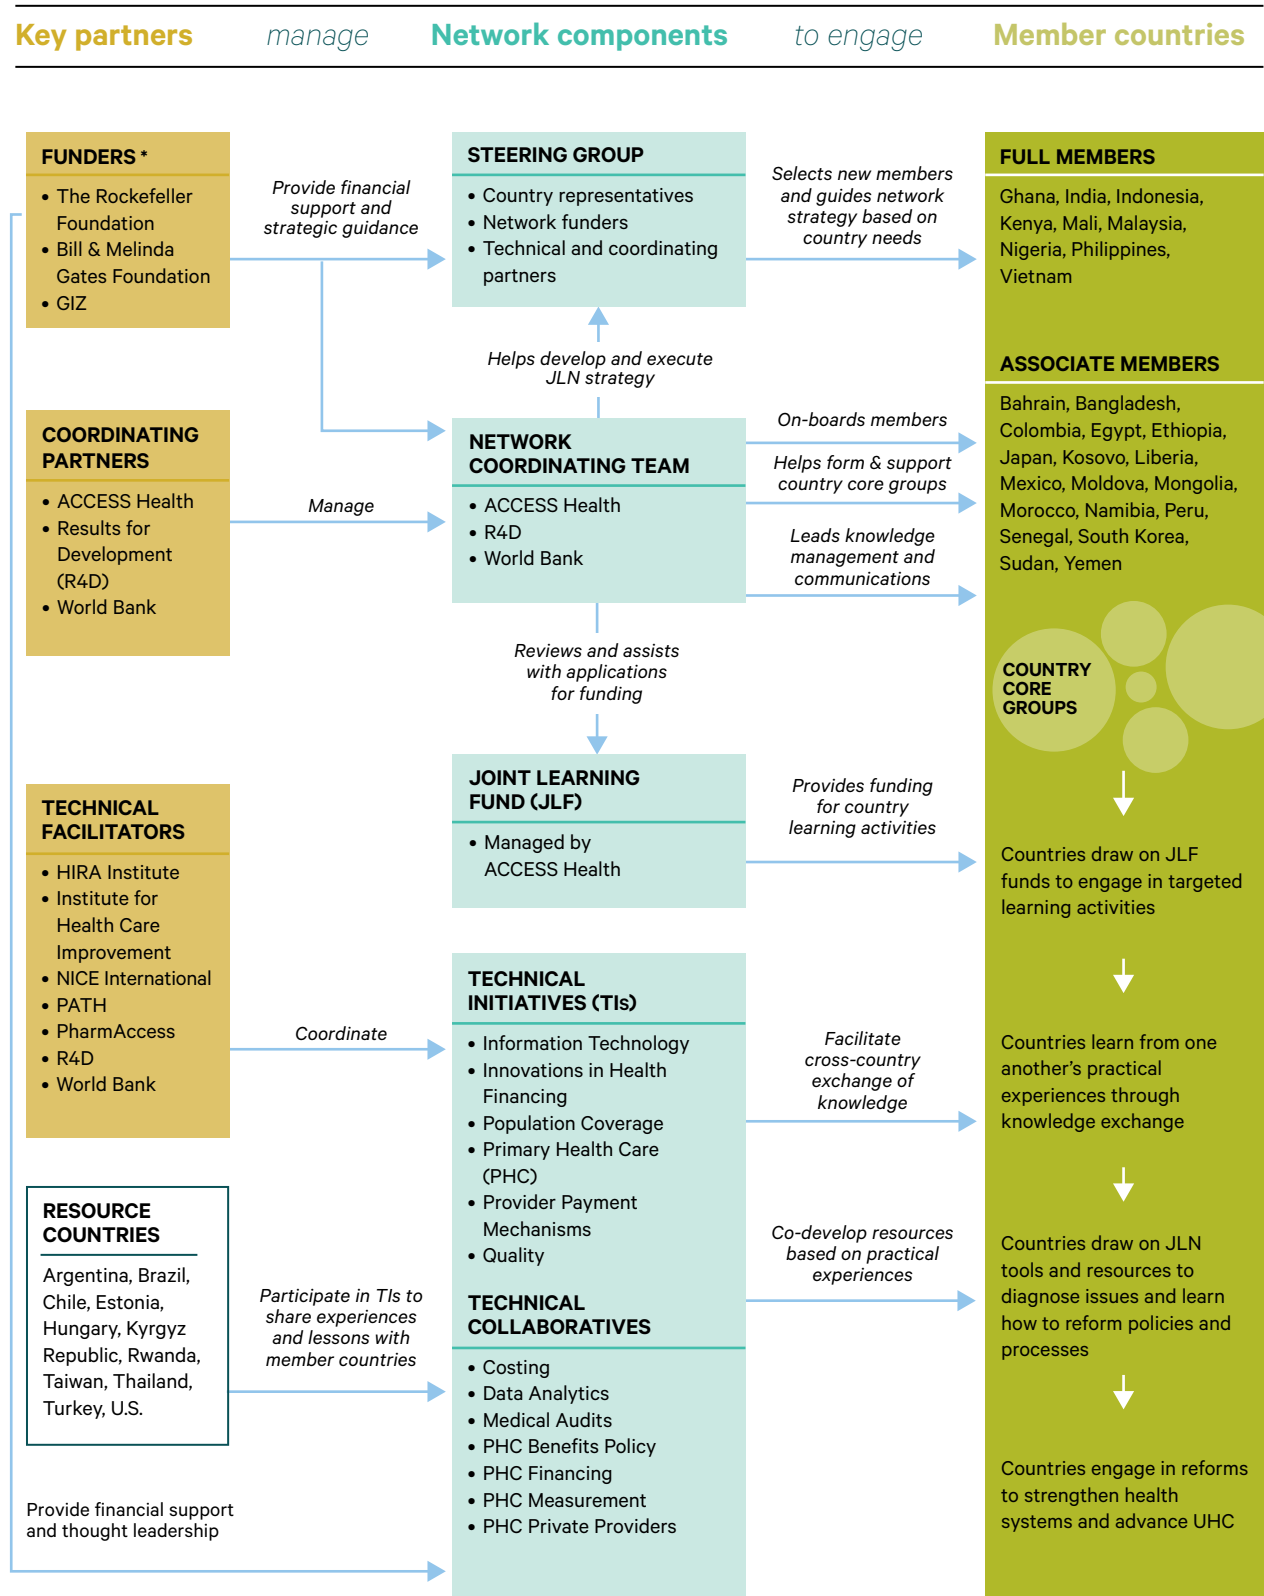 Key partners manage Network components to engage Member countries
FUNDERS *
• The Rockefeller
Foundation
• Bill & Melinda
Gates Foundation
• GIZ
Provide financial
support and
strategic guidance
STEERING GROUP
• Country representatives
• Network funders
• Technical and coordinating
partners
Selects new members
and guides network
strategy based on
country needs
FULL MEMBERS
Ghana, India, Indonesia,
Kenya, Mali, Malaysia,
Nigeria, Philippines,
Vietnam
Helps develop and execute
JLN strategy
ASSOCIATE MEMBERS
Bahrain, Bangladesh,
Colombia, Egypt, Ethiopia,
Japan, Kosovo, Liberia,
Mexico, Moldova, Mongolia,
Morocco, Namibia, Peru,
Senegal, South Korea,
Sudan, Yemen
COORDINATING
PARTNERS
• ACCESS Health
• Results for
Development
(R4D)
• World Bank
Manage
NETWORK
COORDINATING TEAM
• ACCESS Health
• R4D
• World Bank
On-boards members
Helps form & support
country core groups
Leads knowledge
management and
communications
COUNTRY
CORE
GROUPS
Reviews and assists
with applications
for funding
JOINT LEARNING
FUND (JLF)
• Managed by
ACCESS Health
Provides funding
for country
learning activities
Countries draw on JLF
funds to engage in targeted
learning activities
TECHNICAL
FACILITATORS
• HIRA Institute
• Institute for
Health Care
Improvement
• NICE International
• PATH
• PharmAccess
• R4D
• World Bank
Coordinate
TECHNICAL
INITIATIVES (TIs)
• Information Technology
• Innovations in Health
Financing
• Population Coverage
• Primary Health Care
(PHC)
• Provider Payment
Mechanisms
• Quality
Facilitate
cross-country
exchange of
knowledge
Countries learn from one
another's practical
experiences through
knowledge exchange
RESOURCE
COUNTRIES
Argentina, Brazil,
Chile, Estonia,
Hungary, Kyrgyz
Republic, Rwanda,
Taiwan, Thailand,
Turkey, U.S.
Participate in TIs to
share experiences
and lessons with
member countries
TECHNICAL
COLLABORATIVES
• Costing
• Data Analytics
• Medical Audits
• PHC Benefits Policy
• PHC Financing
• PHC Measurement
• PHC Private Providers
Co-develop resources
based on practical
experiences
Countries draw on JLN
tools and resources to
diagnose issues and learn
how to reform policies and
processes
Countries engage in reforms
to strengthen health
systems and advance UHC
Provide financial support
and thought leadership